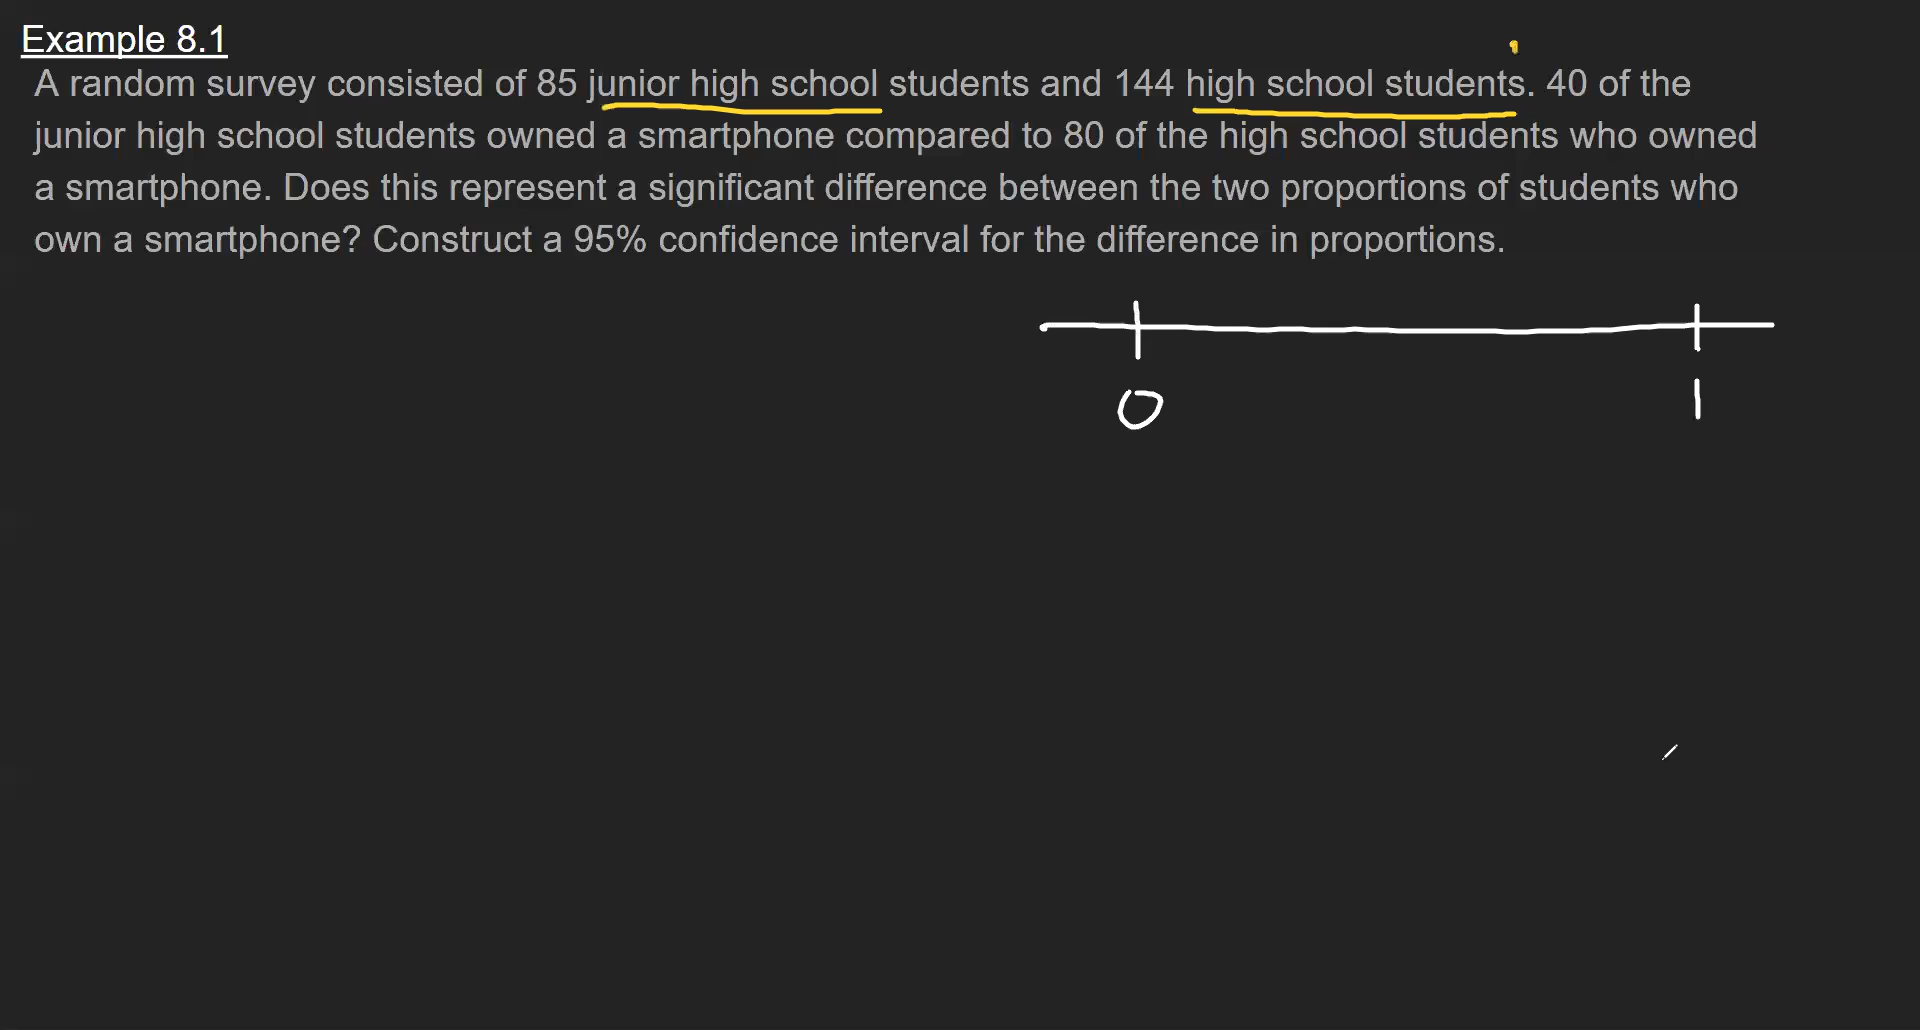 Example 8.1
A random survey consisted of 85 junior high school students and 144 high school students. 40 of the
junior high school students owned a smartphone compared to 80 of the high school students who owned
a smartphone. Does this represent a significant difference between the two proportions of students who
own a smartphone? Construct a 95% confidence interval for the difference in proportions.
0 1